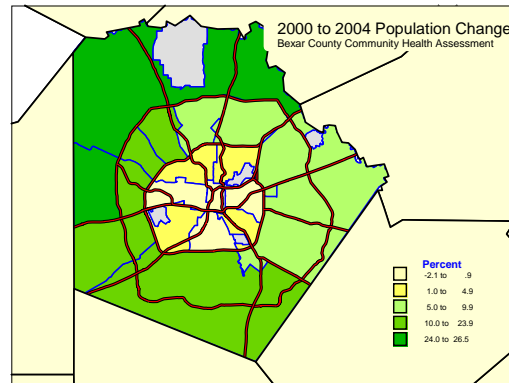 2000 to 2004 Population Change
Bexar County Community Health Assessment
Percent
-2.1 to .9
1.0 to 4.9
5.0 to 9.9
10.0 to 23.9
24.0 to 26.5